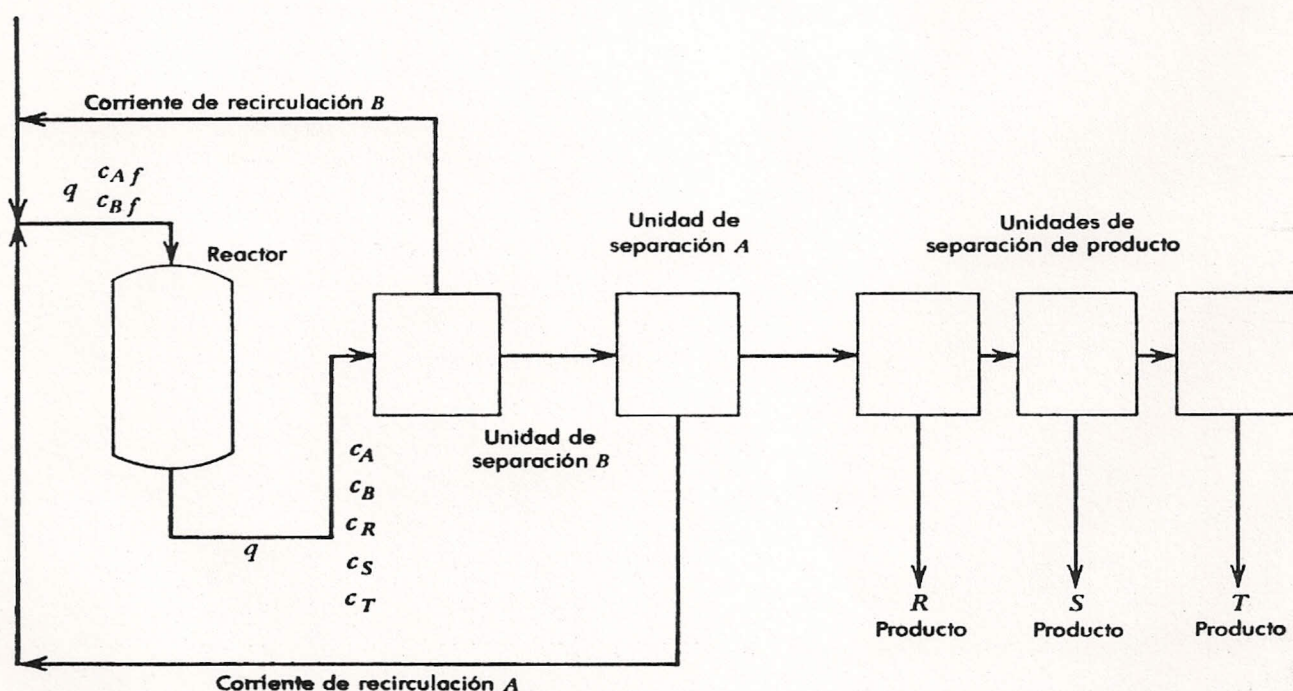 Corriente de recirculación B
q
c_Af
c_Bf
Reactor
Unidad de
separación A
Unidades de
separación de producto
Unidad de
separación B
c_A
c_B
c_R
c_S
c_T
q
R
Producto
S
Producto
T
Producto
Corriente de recirculación A